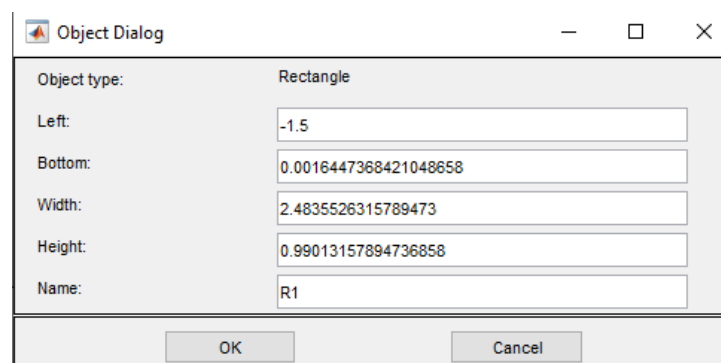 Object Dialog
Object type: Rectangle
Left: -1.5
Bottom: 0.0016447368421048658
Width: 2.4835526315789473
Height: 0.99013157894736858
Name: R1
OK Cancel